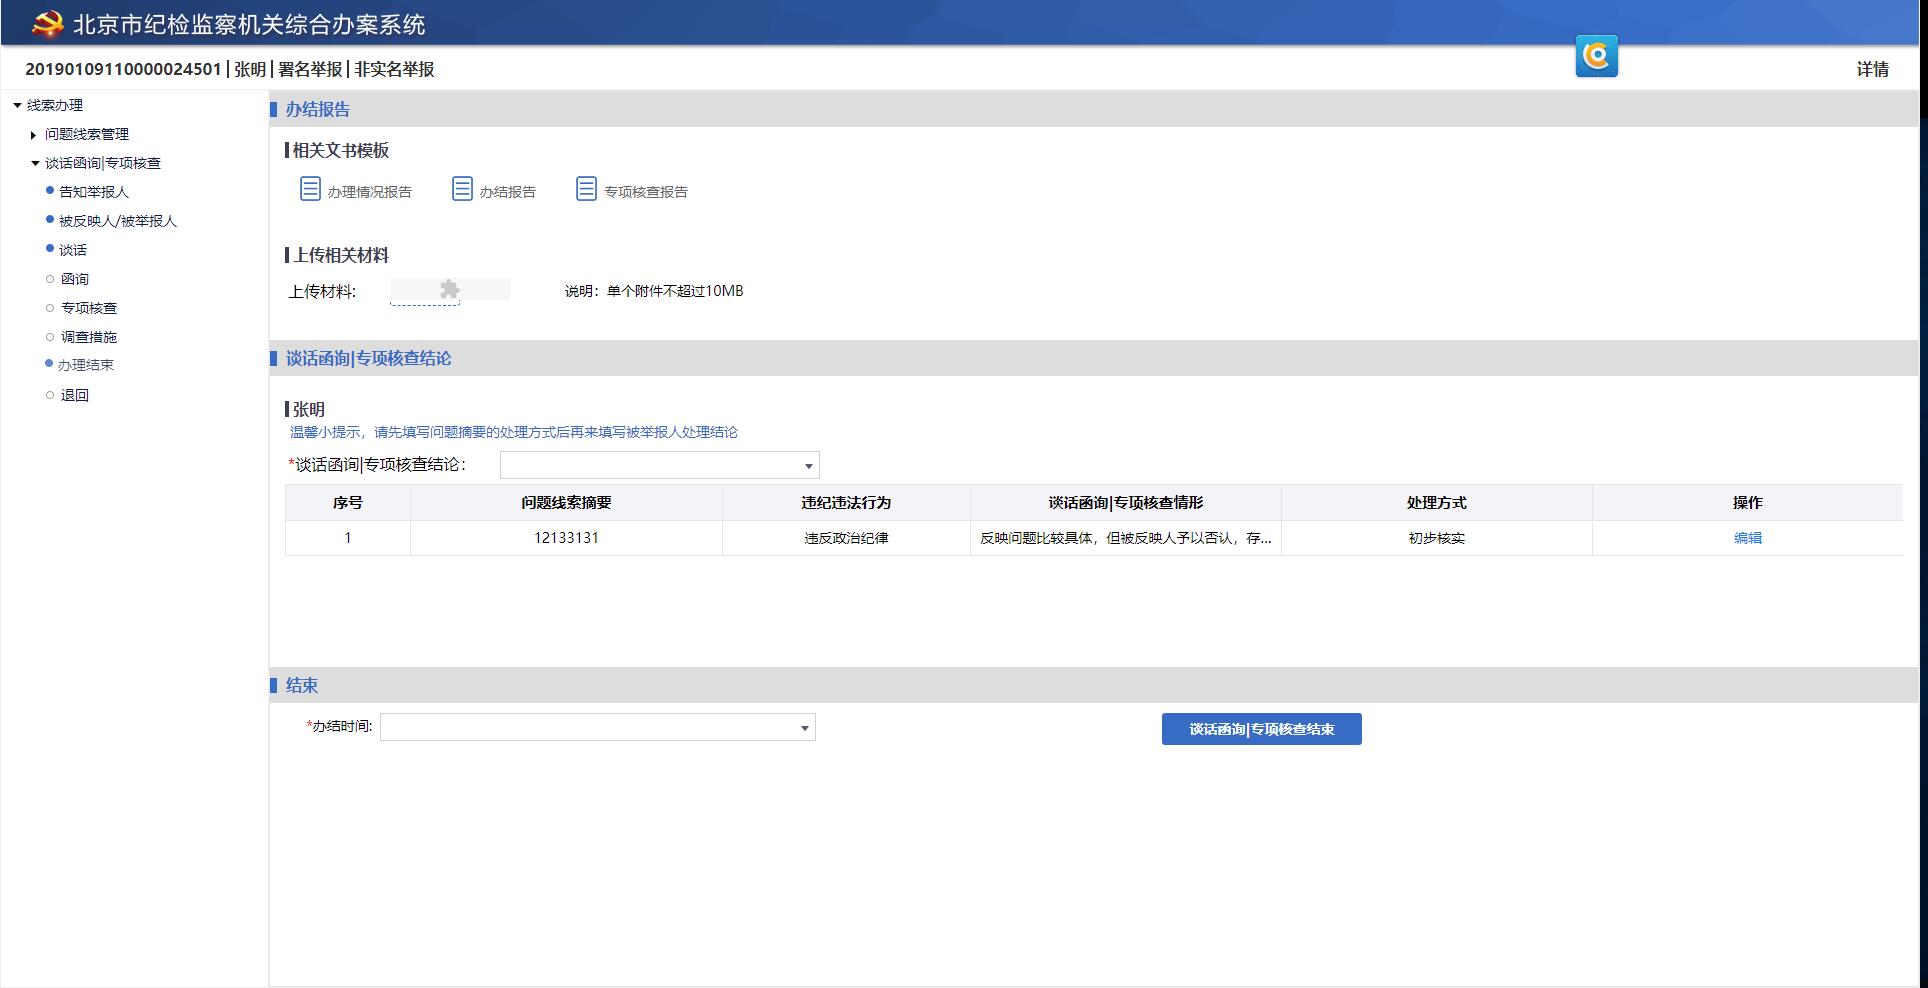 北京市纪检监察机关综合办案系统
20190109110000024501|张明|署名举报|非实名举报
详情
线索办理
问题线索管理
谈话函询|专项核查
告知举报人
被反映人/被举报人
谈话
函询
专项核查
调查措施
办理结束
退回
办结报告
相关文书模板
办理情况报告 办结报告 专项核查报告
上传相关材料
上传材料: 说明：单个附件不超过10MB
谈话函询|专项核查结论
张明
温馨小提示，请先填写问题摘要的处理方式后再来填写被举报人处理结论
*谈话函询|专项核查结论：
序号 问题线索摘要 违纪违法行为 谈话函询|专项核查情形 处理方式 操作
1 12133131 违反政治纪律 反映问题比较具体，但被反映人予以否认，存... 初步核实 编辑
结束
*办结时间: 谈话函询|专项核查结束